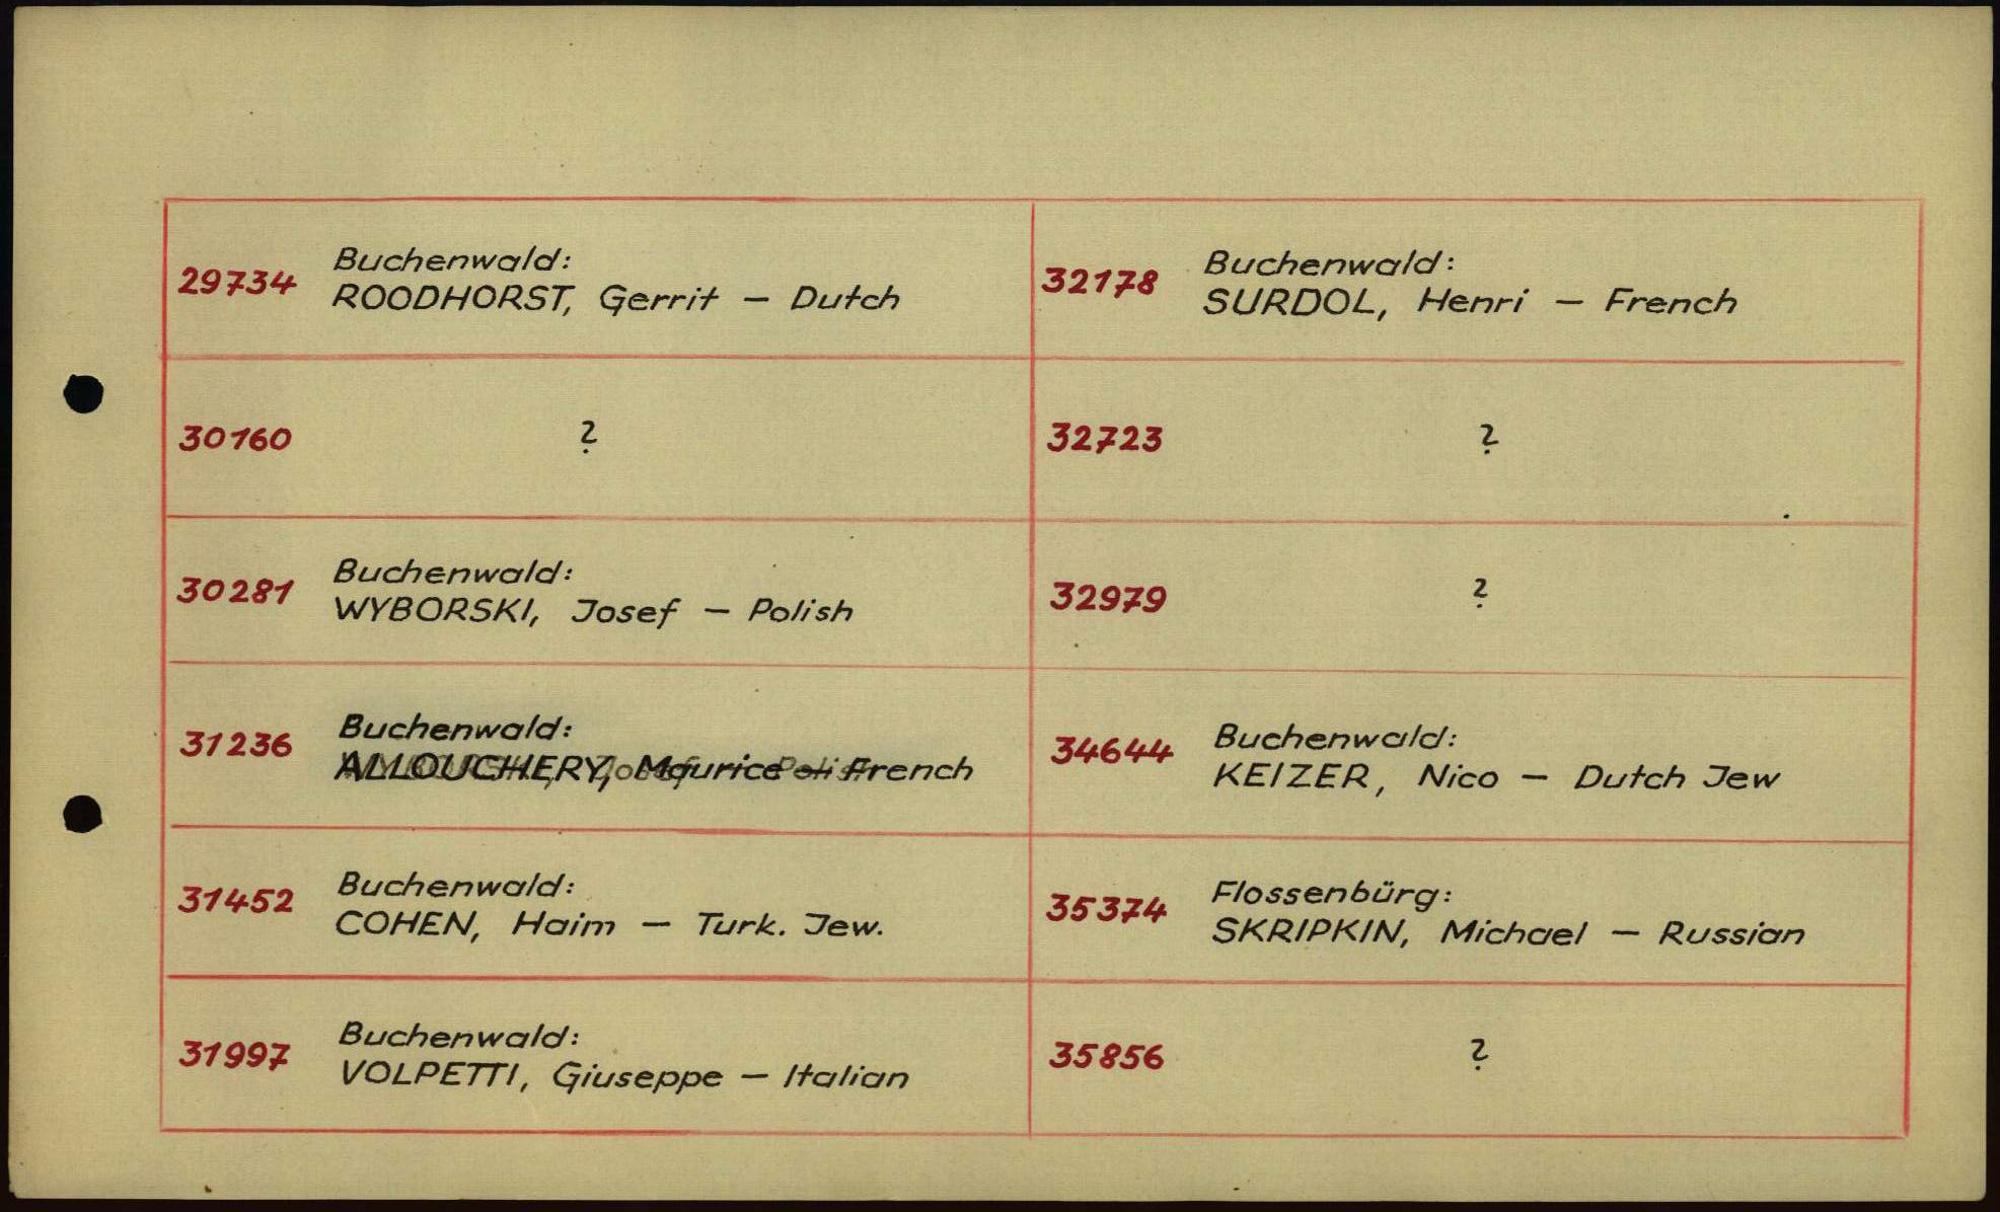 29734 Buchenwald:
ROODHORST, Gerrit — Dutch
30160 ?
30281 Buchenwald:
WYBORSKI, Josef — Polish
31236 Buchenwald:
ALLOUCHERY, Maurice French
31452 Buchenwald:
COHEN, Haim — Turk. Jew.
31997 Buchenwald:
VOLPETTI, Giuseppe — Italian
32178 Buchenwald:
SURDOL, Henri — French
32723 ?
32979 ?
34644 Buchenwald:
KEIZER, Nico — Dutch Jew
35374 Flossenbürg:
SKRIPKIN, Michael — Russian
35856 ?